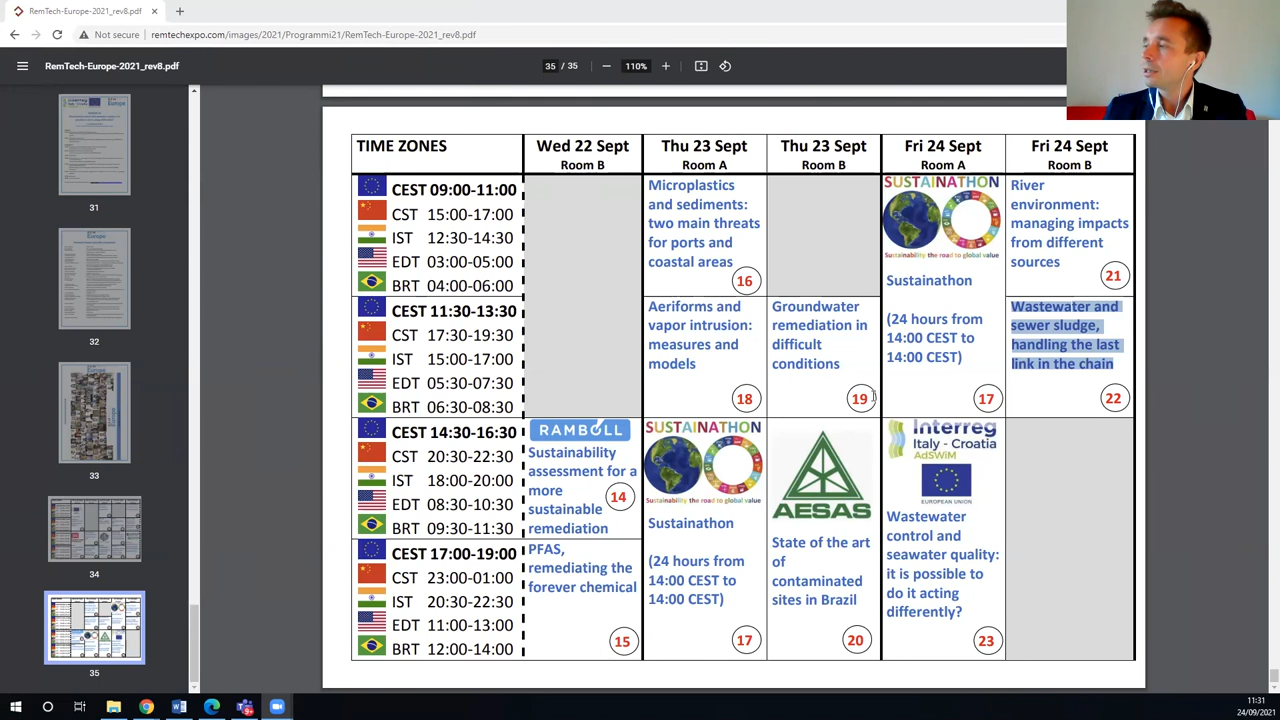 RemTech-Europe-2021_rev8.pdf
Not secure
remtechexpo.com/images/2021/Programmi21/RemTech-Europe-2021_rev8.pdf
RemTech-Europe-2021_rev8.pdf
35 / 35
110%
31
32
33
34
35
TIME ZONES
Wed 22 Sept
Room B
Thu 23 Sept
Room A
Thu 23 Sept
Room B
Fri 24 Sept
Room A
Fri 24 Sept
Room B
CEST 09:00-11:00
CST 15:00-17:00
IST 12:30-14:30
EDT 03:00-05:00
BRT 04:00-06:00
Microplastics
and sediments:
two main threats
for ports and
coastal areas
16
SUSTAINATHON
Sustainability the road to global value
Sustainathon
(24 hours from
14:00 CEST to
14:00 CEST)
17
River
environment:
managing impacts
from different
sources
21
CEST 11:30-13:30
CST 17:30-19:30
IST 15:00-17:00
EDT 05:30-07:30
BRT 06:30-08:30
Aeriforms and
vapor intrusion:
measures and
models
18
Groundwater
remediation in
difficult
conditions
19
Wastewater and
sewer sludge,
handling the last
link in the chain
22
CEST 14:30-16:30
CST 20:30-22:30
IST 18:00-20:00
EDT 08:30-10:30
BRT 09:30-11:30
RAMBOLL
Sustainability
assessment for a
more
sustainable
remediation
14
SUSTAINATHON
Sustainability the road to global value
Sustainathon
(24 hours from
14:00 CEST to
14:00 CEST)
17
AESAS
State of the art
of
contaminated
sites in Brazil
20
Interreg
Italy - Croatia
AdSWiM
EUROPEAN UNION
Wastewater
control and
seawater quality:
it is possible to
do it acting
differently?
23
CEST 17:00-19:00
CST 23:00-01:00
IST 20:30-22:30
EDT 11:00-13:00
BRT 12:00-14:00
PFAS,
remediating the
forever chemical
15
11:31
24/09/2021